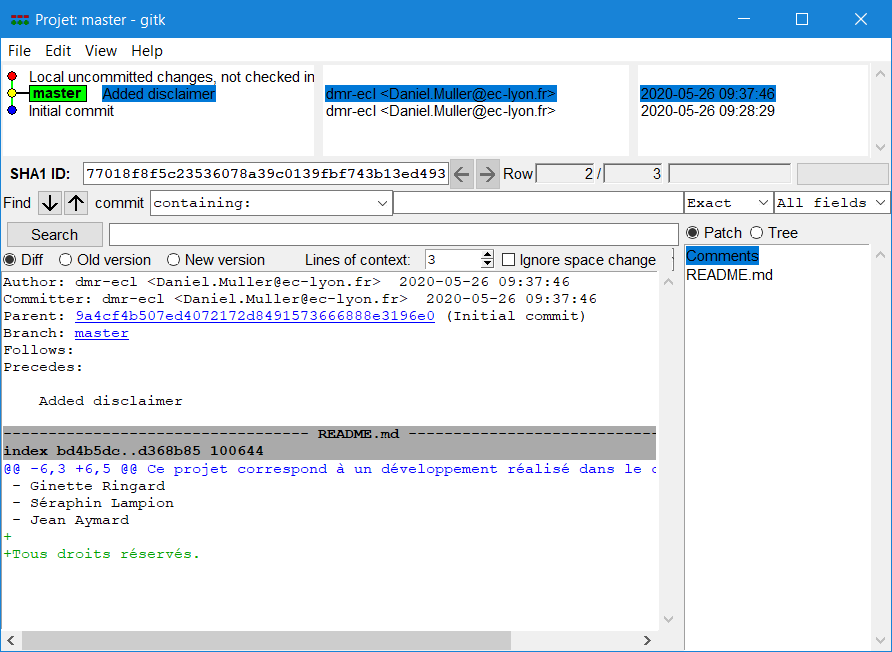 Projet: master - gitk
File Edit View Help
Local uncommitted changes, not checked in
master Added disclaimer dmr-ecl <Daniel.Muller@ec-lyon.fr> 2020-05-26 09:37:46
Initial commit dmr-ecl <Daniel.Muller@ec-lyon.fr> 2020-05-26 09:28:29
SHA1 ID: 77018f8f5c23536078a39c0139fbf743b13ed493 Row 2 / 3
Find commit containing: Exact All fields
Search Patch Tree
Diff Old version New version Lines of context: 3 Ignore space change
Comments
README.md
Author: dmr-ecl <Daniel.Muller@ec-lyon.fr> 2020-05-26 09:37:46
Committer: dmr-ecl <Daniel.Muller@ec-lyon.fr> 2020-05-26 09:37:46
Parent: 9a4cf4b507ed4072172d8491573666888e3196e0 (Initial commit)
Branch: master
Follows:
Precedes:
Added disclaimer
---------------------------------- README.md ----------------------------
index bd4b5dc..d368b85 100644
@@ -6,3 +6,5 @@ Ce projet correspond à un développement réalisé dans le c
- Ginette Ringard
- Séraphin Lampion
- Jean Aymard
+
+Tous droits réservés.